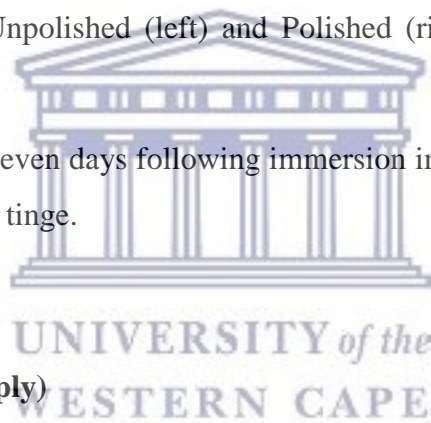 Unpolished (left) and Polished (ri
even days following immersion in
tinge.
UNIVERSITY of the
ply)
WESTERN CAPE